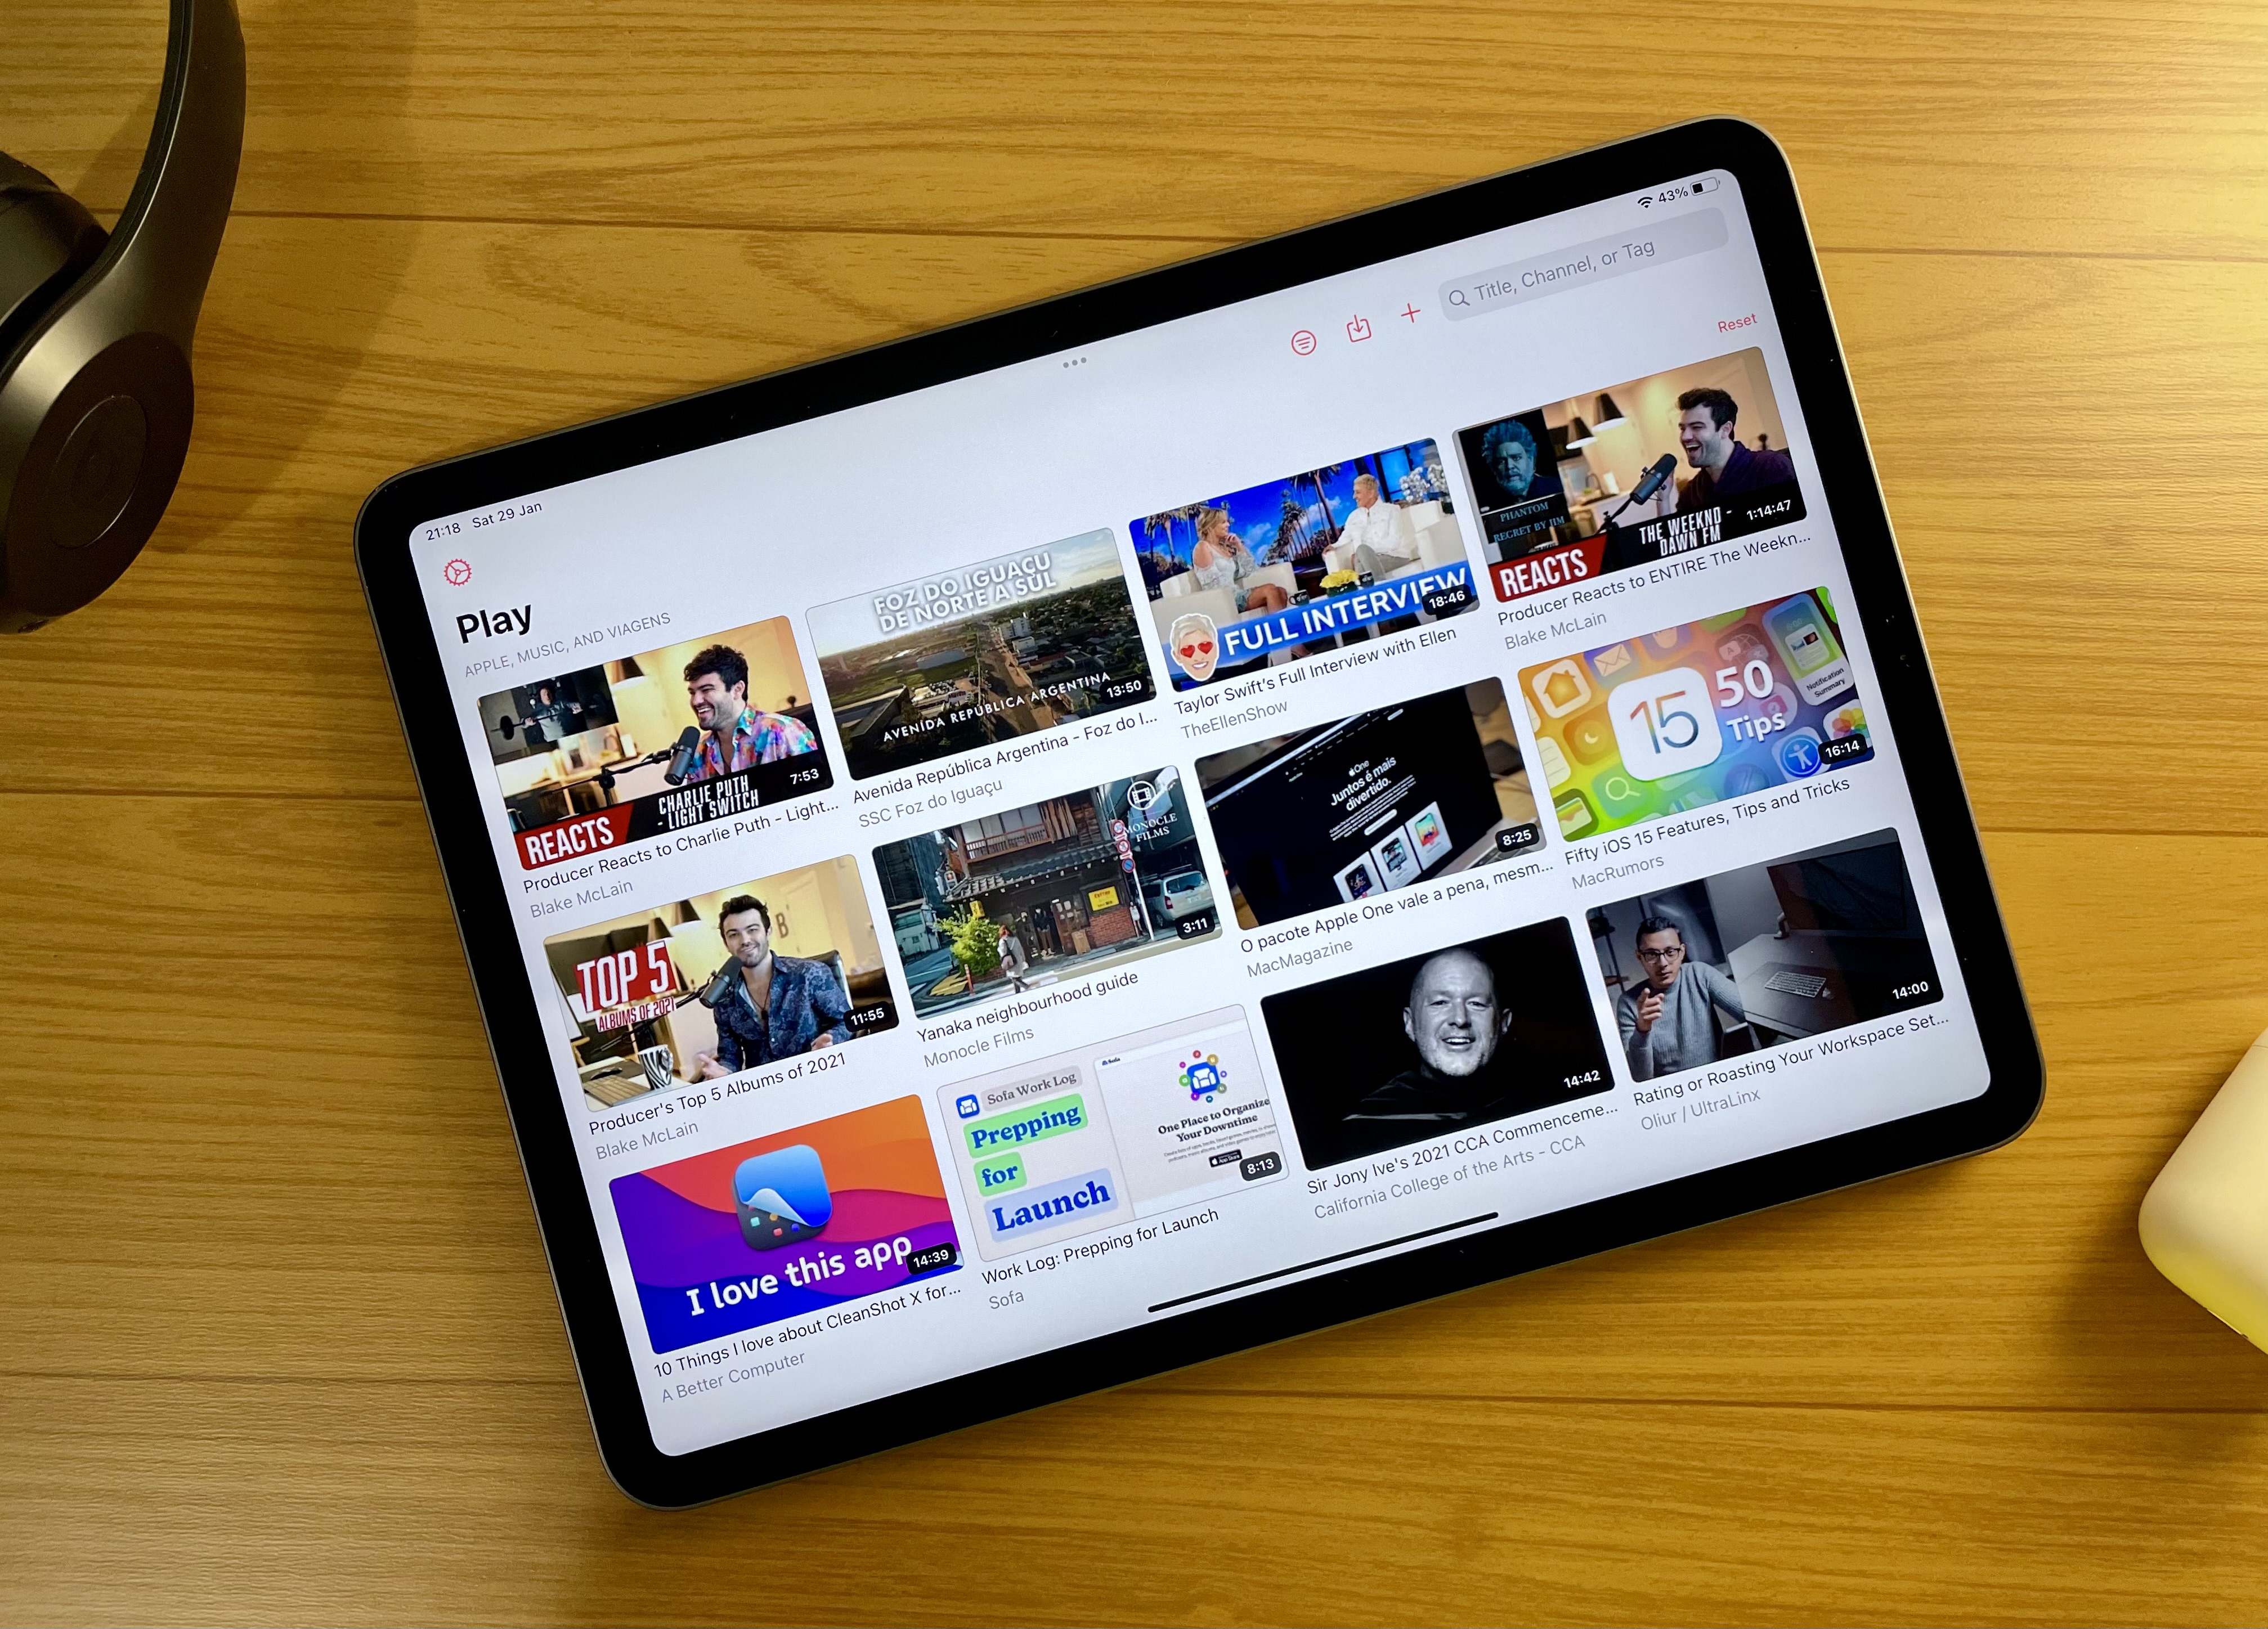 21:18 Sat 29 Jan
43%
Title, Channel, or Tag
Reset
Play
APPLE, MUSIC, AND VIAGENS
REACTS
CHARLIE PUTH
- LIGHT SWITCH
7:53
Producer Reacts to Charlie Puth - Light...
Blake McLain
FOZ DO IGUAÇU
DE NORTE A SUL
AVENIDA REPÚBLICA ARGENTINA
13:50
Avenida República Argentina - Foz do I...
SSC Foz do Iguaçu
FULL INTERVIEW
18:46
Taylor Swift's Full Interview with Ellen
TheEllenShow
PHANTOM
REGRET BY JIM
REACTS
THE WEEKND -
DAWN FM
1:14:47
Producer Reacts to ENTIRE The Weekn...
Blake McLain
TOP 5
ALBUMS OF 2021
11:55
Producer's Top 5 Albums of 2021
Blake McLain
MONOCLE
FILMS
3:11
Yanaka neighbourhood guide
Monocle Films
One
Juntos é mais
divertido.
8:25
O pacote Apple One vale a pena, mesm...
MacMagazine
15
50
Tips
Notification
Summary
16:14
Fifty iOS 15 Features, Tips and Tricks
MacRumors
I love this app
14:39
10 Things I love about CleanShot X for...
A Better Computer
Sofa Work Log
Prepping
for
Launch
Sofa
One Place to Organize
Your Downtime
App Store
8:13
Work Log: Prepping for Launch
Sofa
14:42
Sir Jony Ive's 2021 CCA Commenceme...
California College of the Arts - CCA
14:00
Rating or Roasting Your Workspace Set...
Oliur / UltraLinx